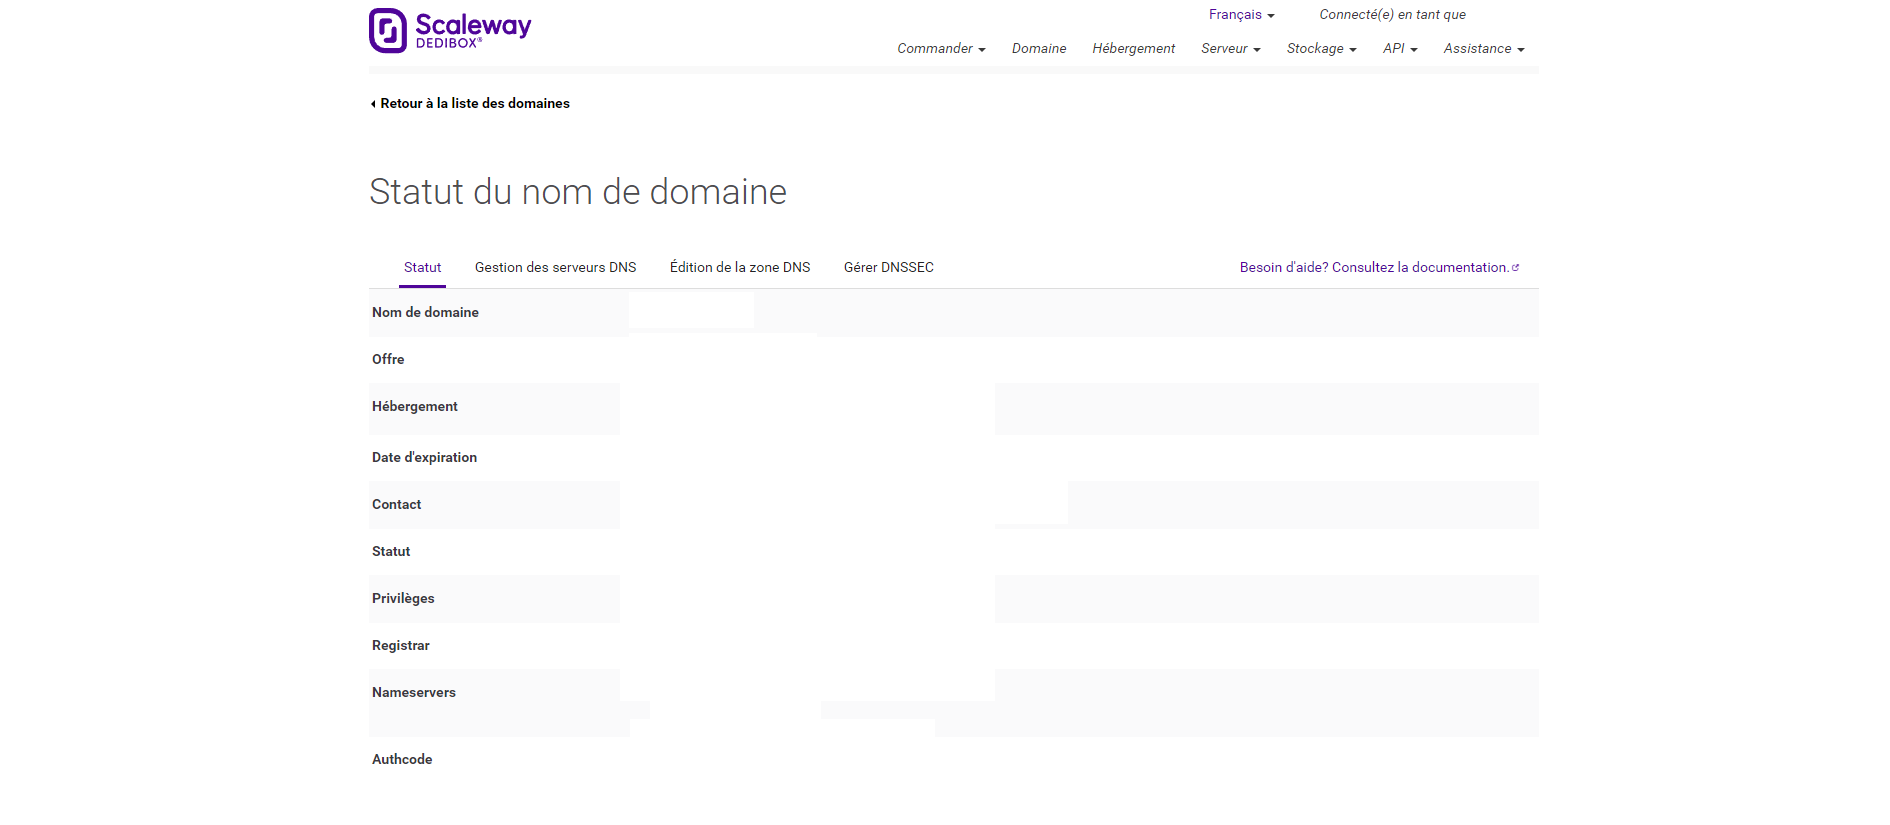 Scaleway
DEDIBOX®
Français
Connecté(e) en tant que
Commander Domaine Hébergement Serveur Stockage API Assistance
Retour à la liste des domaines
Statut du nom de domaine
Statut Gestion des serveurs DNS Édition de la zone DNS Gérer DNSSEC Besoin d'aide? Consultez la documentation.
Nom de domaine
Offre
Hébergement
Date d'expiration
Contact
Statut
Privilèges
Registrar
Nameservers
Authcode